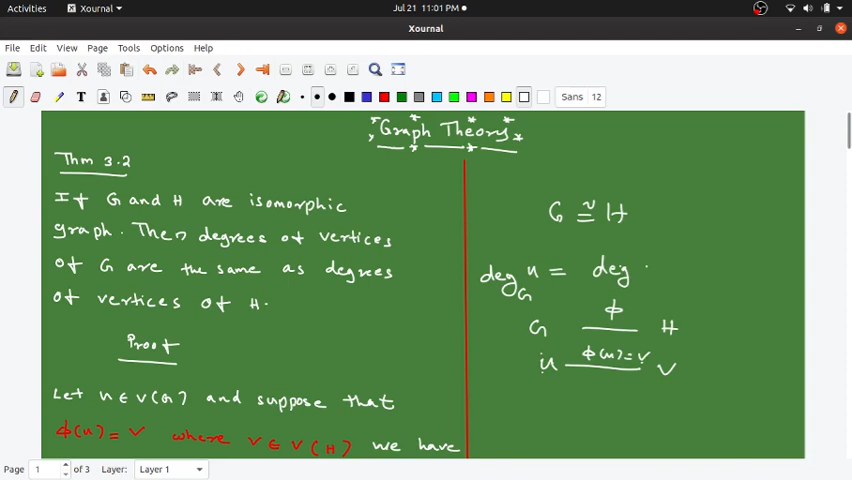 Activities Xournal Jul 21 11:01 PM
Xournal
File Edit View Page Tools Options Help
Sans 12
Graph Theory
Thm 3.2
If G and H are isomorphic
graph. Then degrees of vertices
of G are the same as degrees
of vertices of H.
Proof
Let u ∈ V(G) and suppose that
φ(u) = v where v ∈ V(H) we have
G ≅ H
deg_G u = deg
φ
G H
u φ(u)=v v
Page 1 of 3 Layer: Layer 1